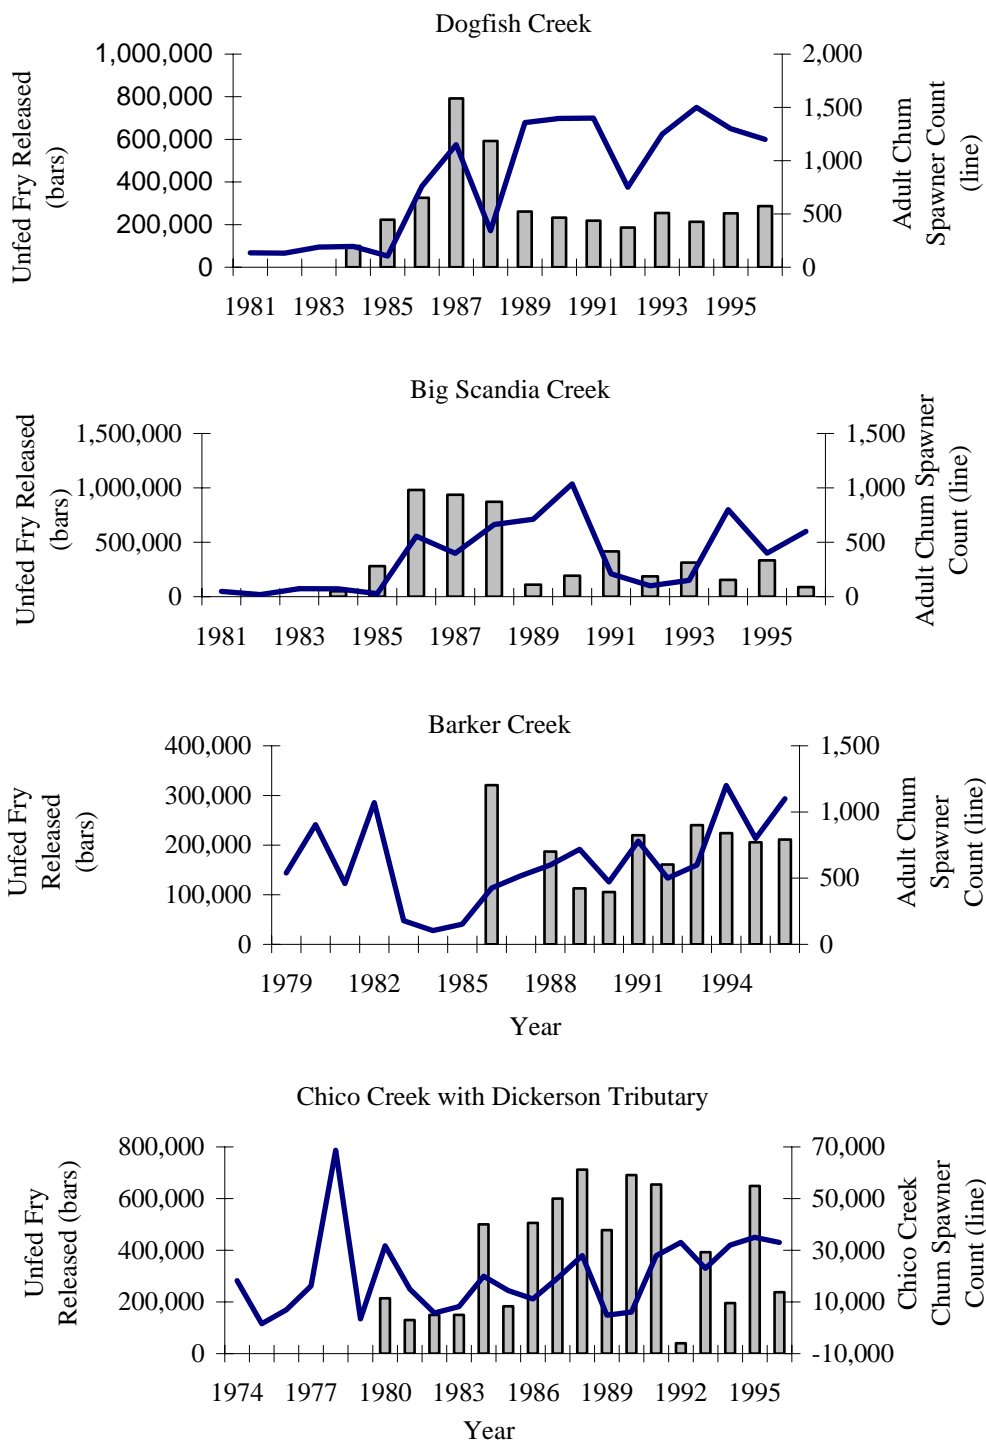 Dogfish Creek
Unfed Fry Released
(bars)
1,000,000
800,000
600,000
400,000
200,000
0
2,000
1,500
1,000
500
0
Adult Chum
Spawner Count
(line)
1981 1983 1985 1987 1989 1991 1993 1995
Big Scandia Creek
Unfed Fry Released
(bars)
1,500,000
1,000,000
500,000
0
1,500
1,000
500
0
Adult Chum Spawner
Count (line)
1981 1983 1985 1987 1989 1991 1993 1995
Barker Creek
Unfed Fry
Released
(bars)
400,000
300,000
200,000
100,000
0
1,500
1,000
500
0
Adult Chum
Spawner
Count (line)
1979 1982 1985 1988 1991 1994
Year
Chico Creek with Dickerson Tributary
Unfed Fry
Released (bars)
800,000
600,000
400,000
200,000
0
70,000
50,000
30,000
10,000
-10,000
Chico Creek
Chum Spawner
Count (line)
1974 1977 1980 1983 1986 1989 1992 1995
Year